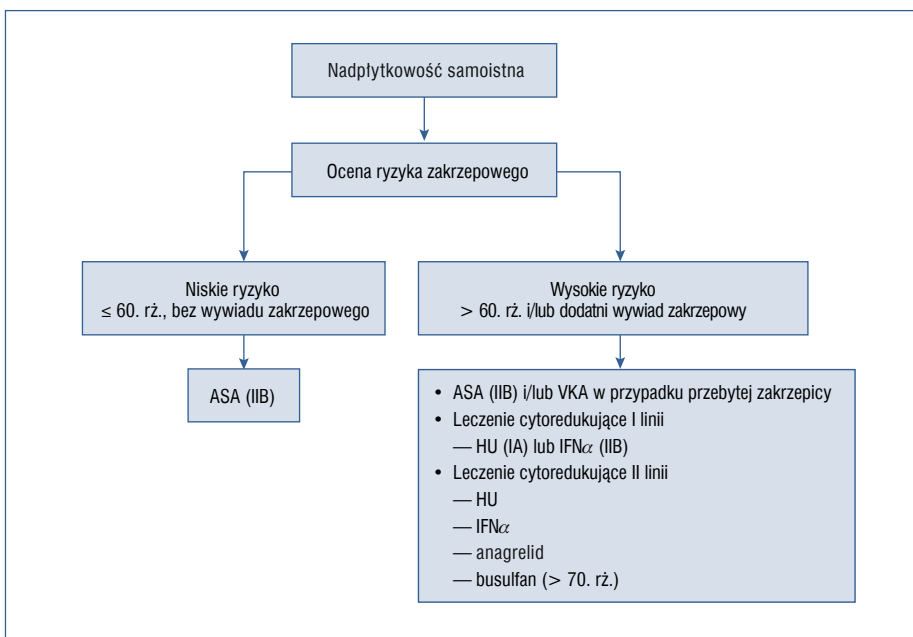 Nadpłytkowość samoistna
Ocena ryzyka zakrzepowego
Niskie ryzyko
≤ 60. rż., bez wywiadu zakrzepowego
Wysokie ryzyko
> 60. rż. i/lub dodatni wywiad zakrzepowy
ASA (IIB)
• ASA (IIB) i/lub VKA w przypadku przebytej zakrzepicy
• Leczenie cytoredukujące I linii
— HU (IA) lub IFNα (IIB)
• Leczenie cytoredukujące II linii
— HU
— IFNα
— anagrelid
— busulfan (> 70. rż.)